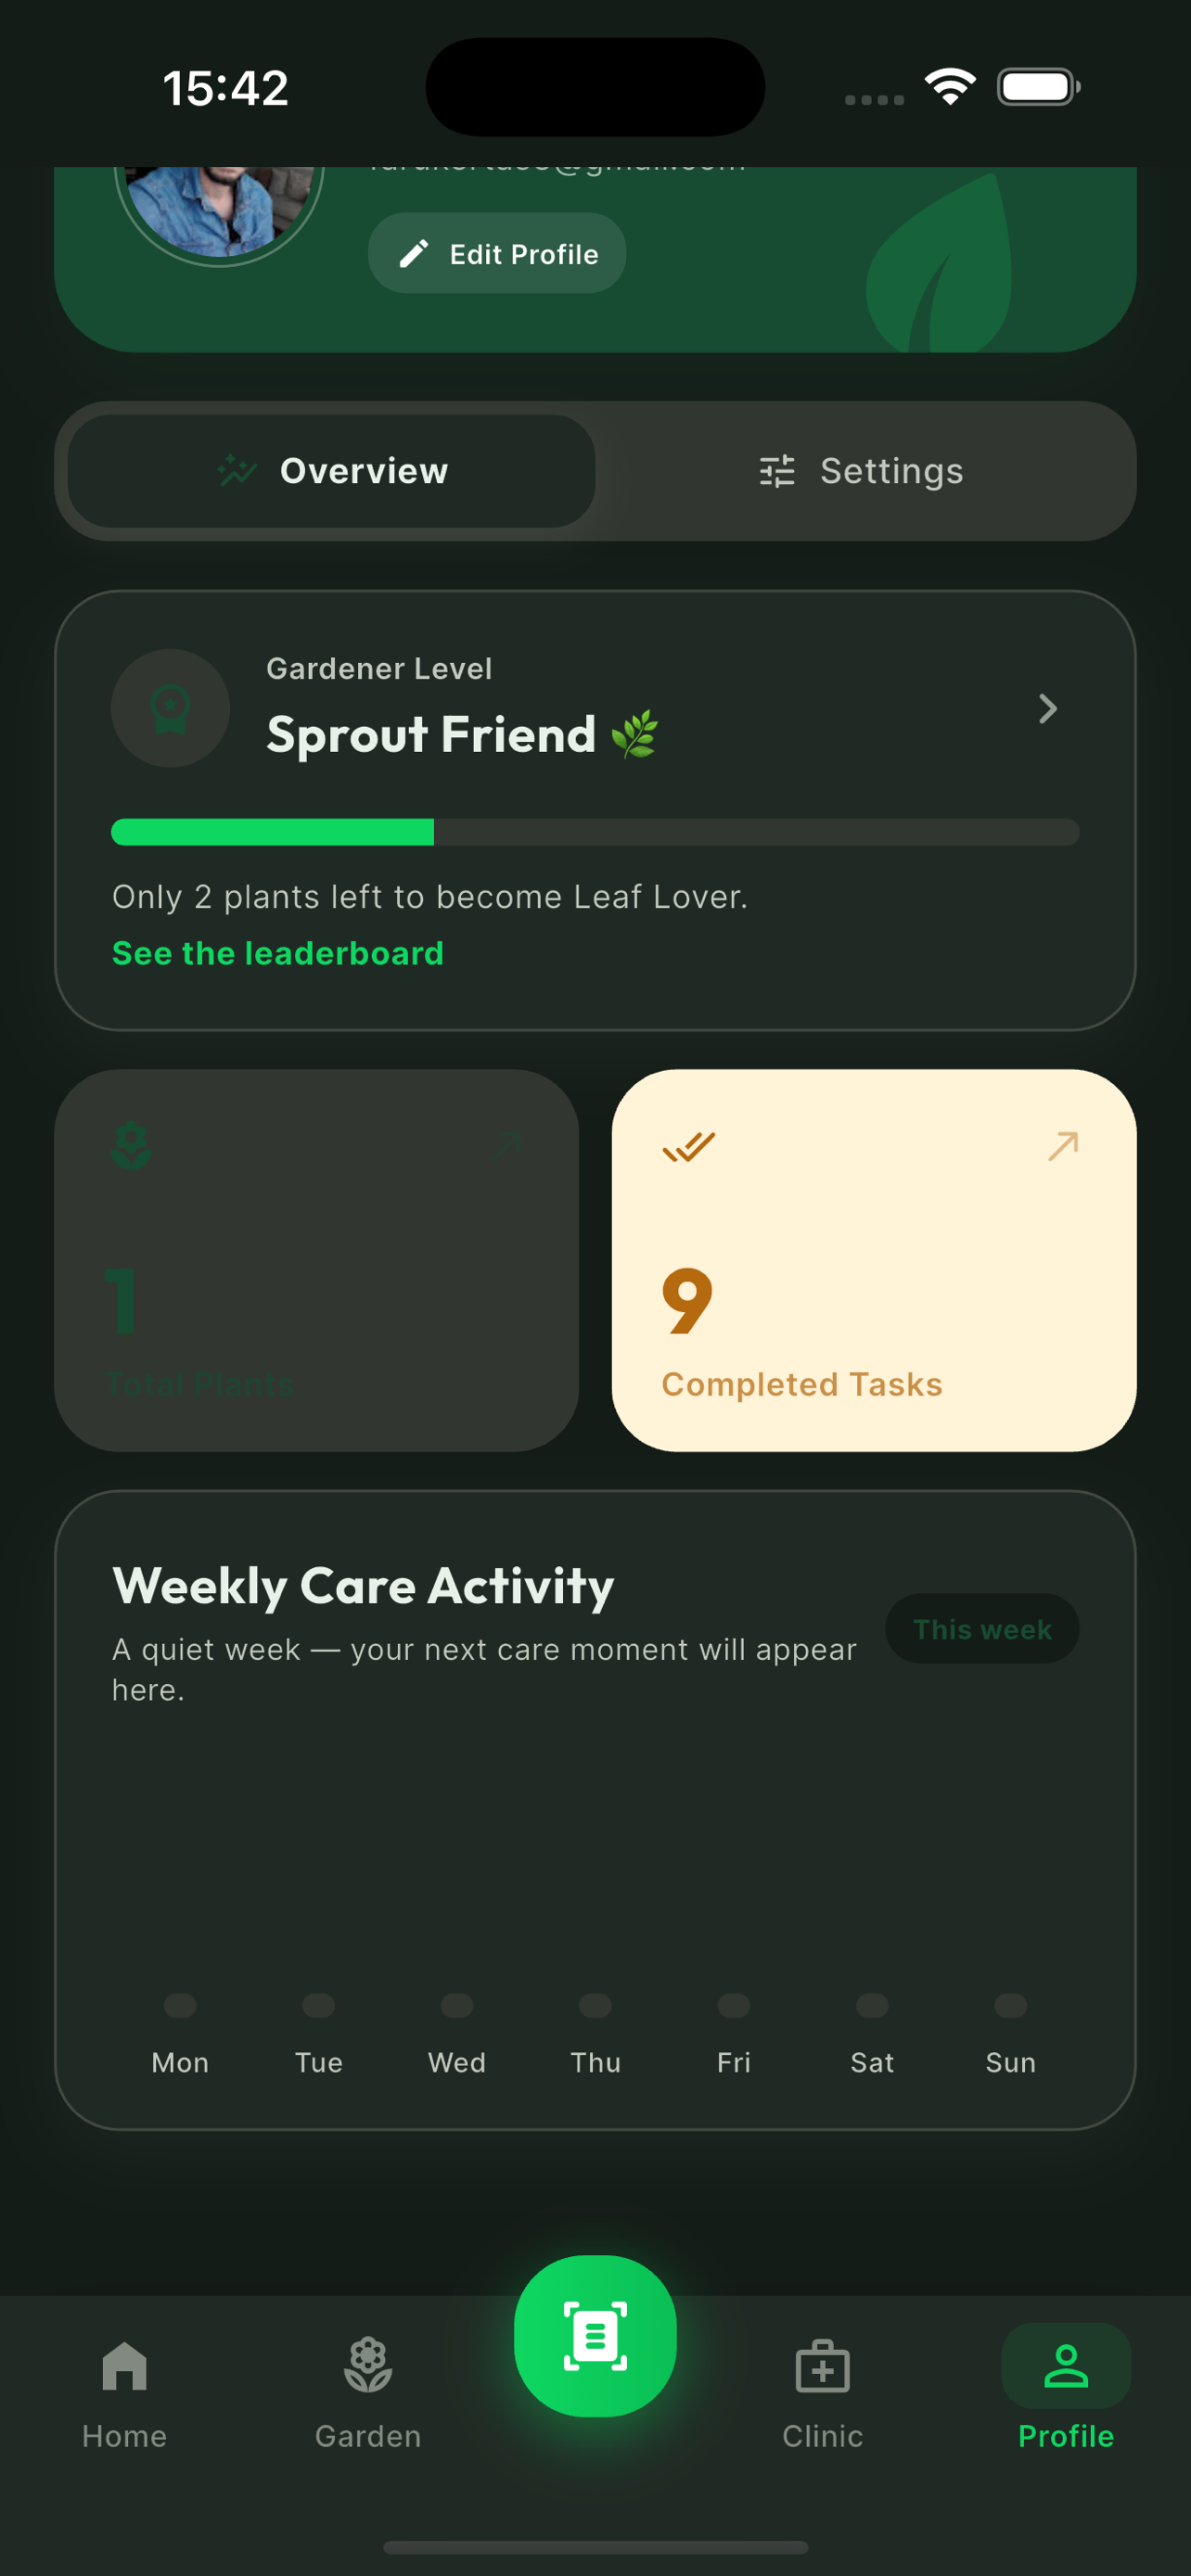 15:42
Edit Profile
Overview
Settings
Gardener Level
Sprout Friend 🌿
Only 2 plants left to become Leaf Lover.
See the leaderboard
1
Total Plants
9
Completed Tasks
Weekly Care Activity
A quiet week — your next care moment will appear
here.
This week
Mon Tue Wed Thu Fri Sat Sun
Home
Garden
Clinic
Profile